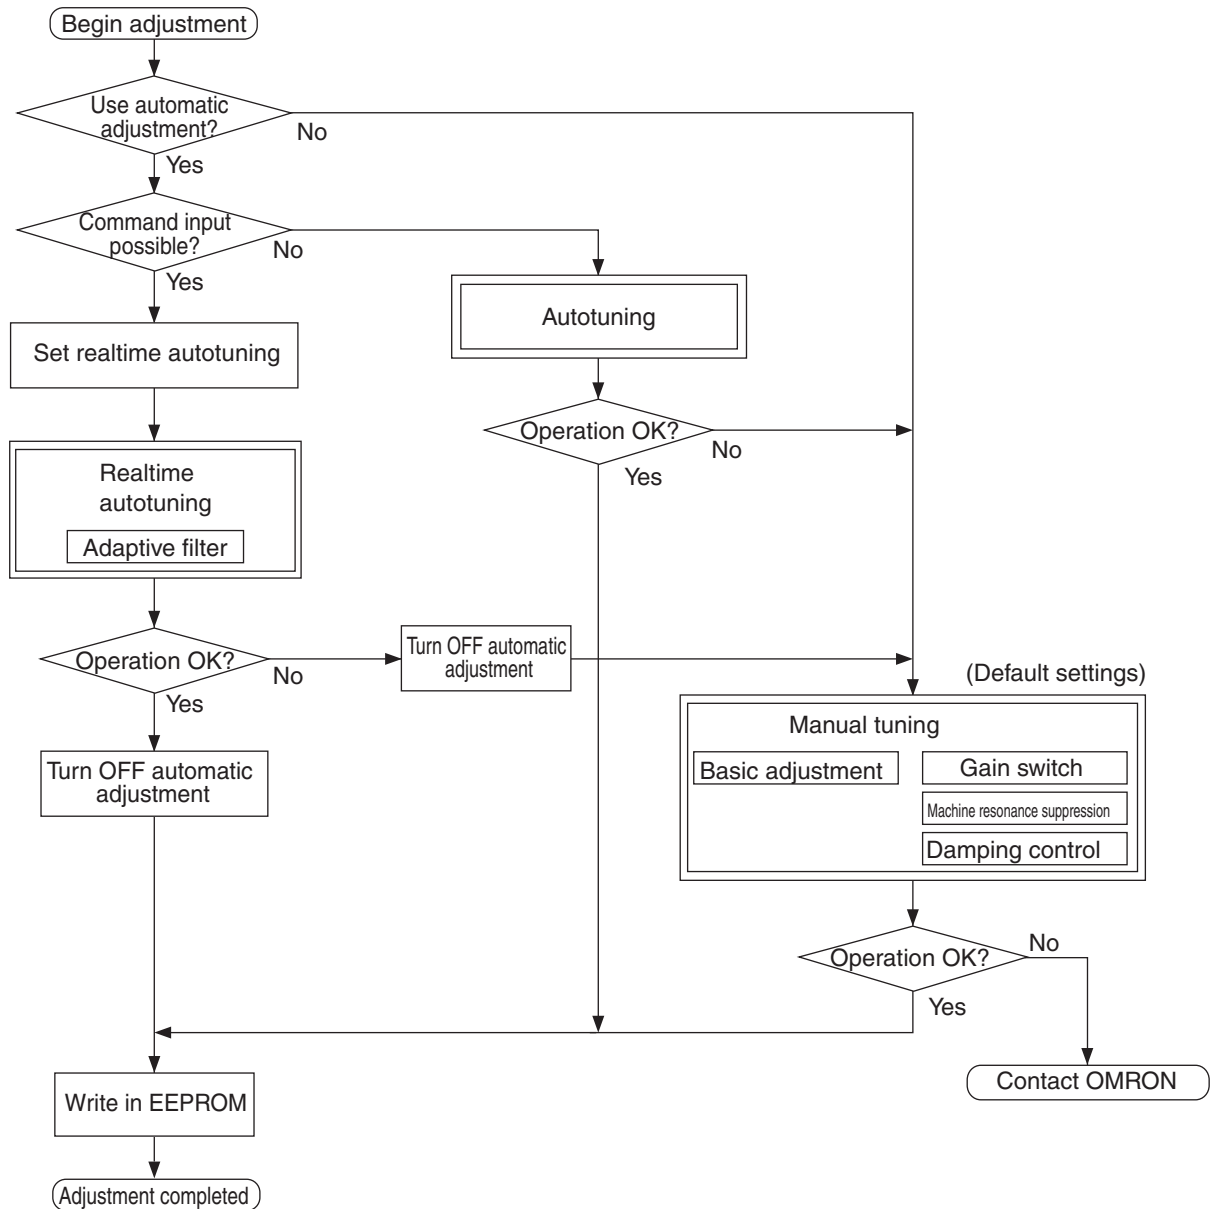 Begin adjustment
Use automatic
adjustment?
No
Yes
Command input
possible?
No
Yes
Set realtime autotuning
Autotuning
Operation OK?
No
Yes
Realtime
autotuning
Adaptive filter
Operation OK?
No
Yes
Turn OFF automatic
adjustment
Turn OFF automatic
adjustment
(Default settings)
Manual tuning
Basic adjustment
Gain switch
Machine resonance suppression
Damping control
Operation OK?
No
Yes
Contact OMRON
Write in EEPROM
Adjustment completed